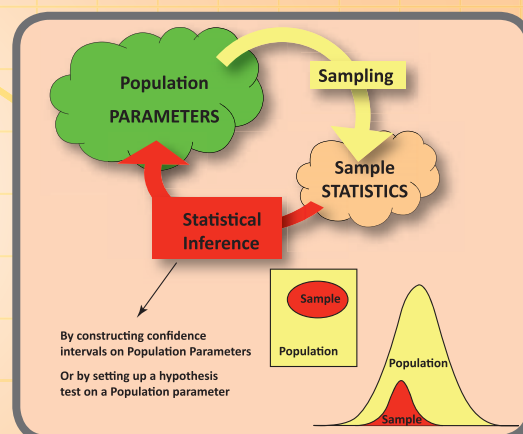 Population
PARAMETERS
Sampling
Sample
STATISTICS
Statistical
Inference
Sample
Population
By constructing confidence
intervals on Population Parameters
Or by setting up a hypothesis
test on a Population parameter
Population
Sample